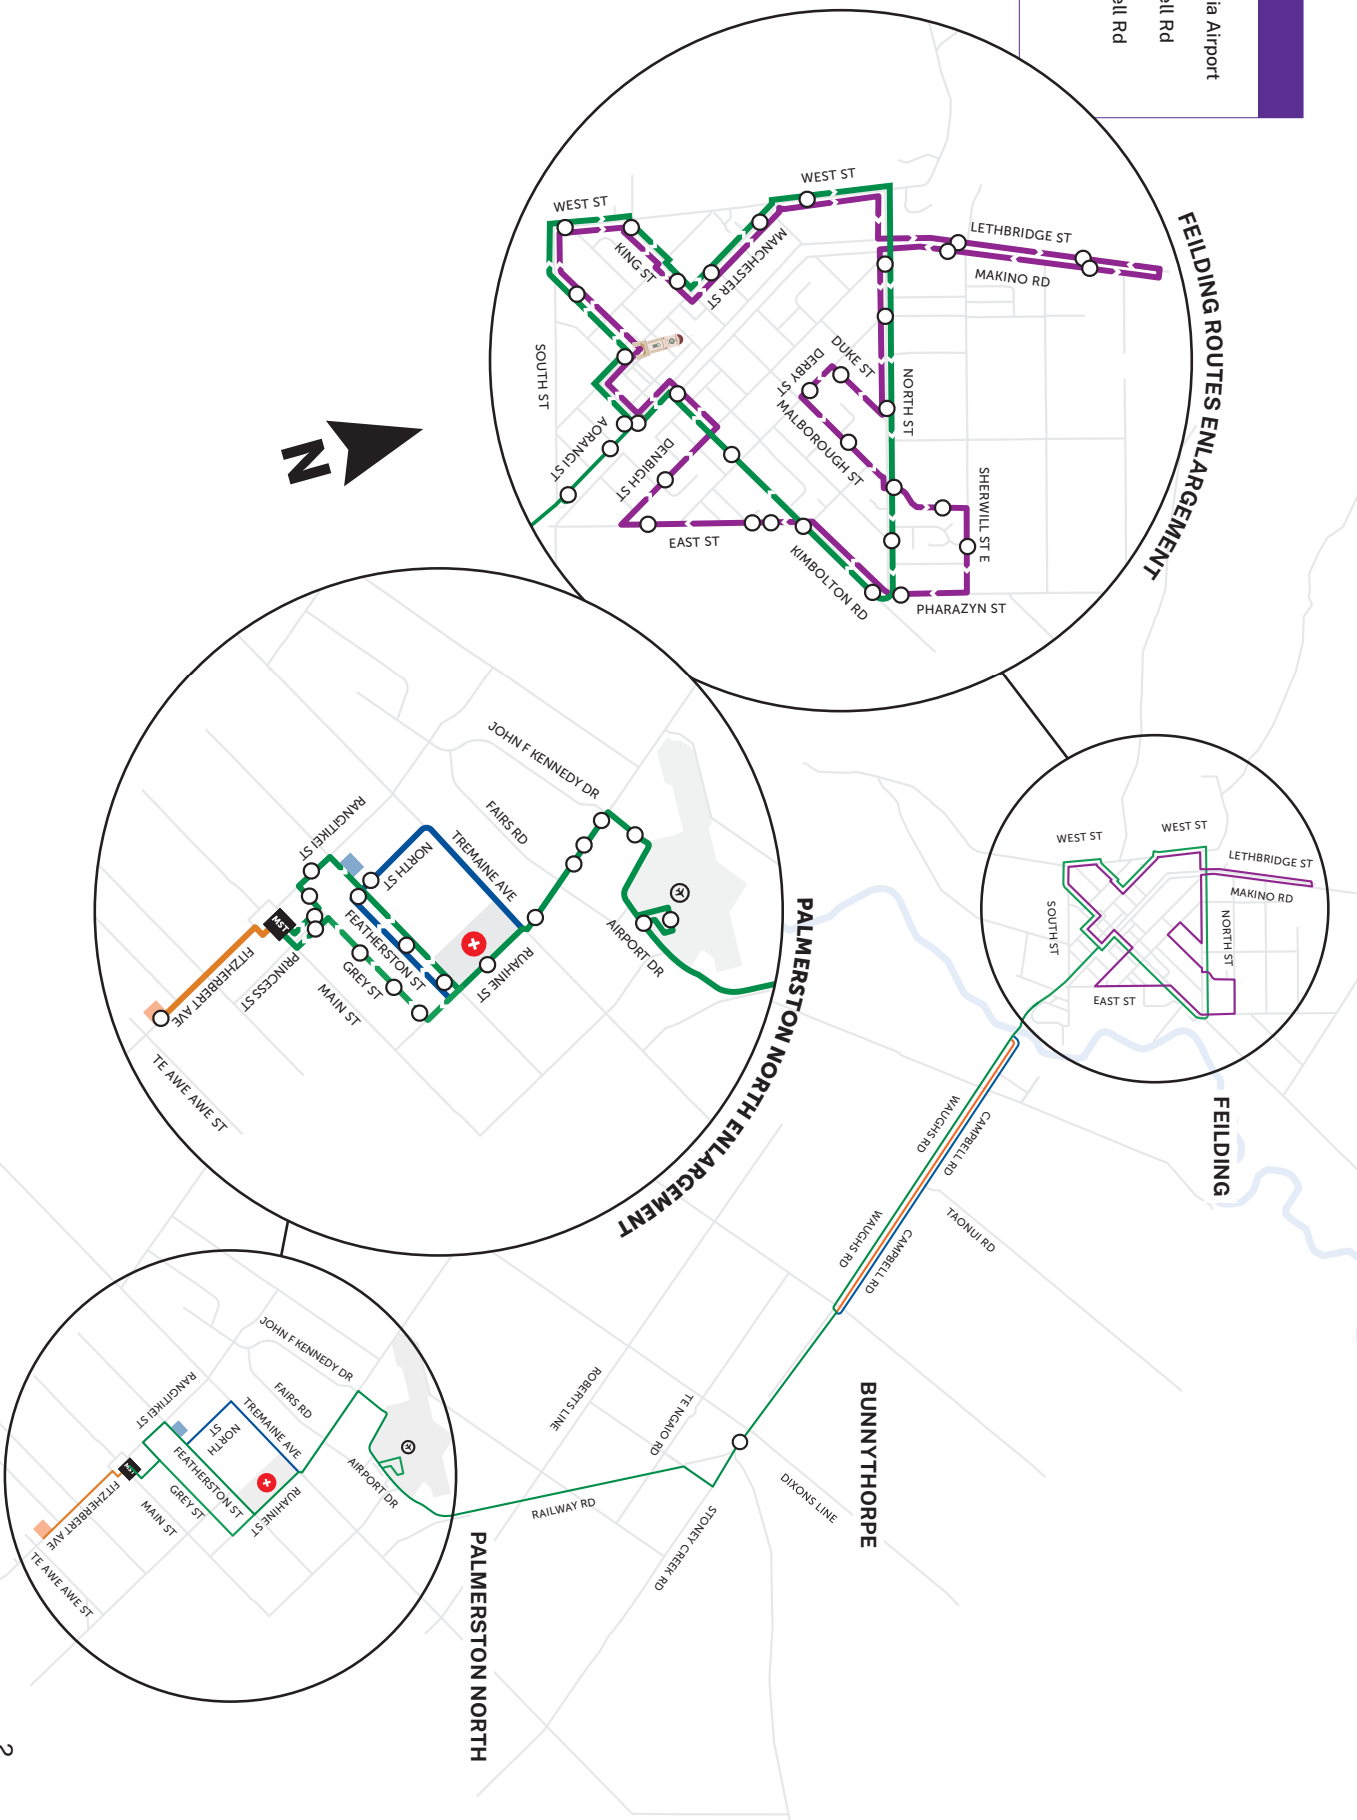 ia Airport
ell Rd
ell Rd
FEILDING ROUTES ENLARGEMENT
WEST ST
WEST ST
KING ST
MANCHESTER ST
LETHBRIDGE ST
MAKINO RD
SOUTH ST
AORANGI ST
DENBIGH ST
DERBY ST
DUKE ST
MALBOROUGH ST
NORTH ST
SHERWILL ST E
EAST ST
KIMBOLTON RD
PHARAZYN ST
N
PALMERSTON NORTH ENLARGEMENT
JOHN F KENNEDY DR
FAIRS RD
RANGITIKEI ST
TREMAINE AVE
NORTH ST
FEATHERSTON ST
AIRPORT DR
RUAHINE ST
MST
GREY ST
PRINCESS ST
MAIN ST
FITZHERBERT AVE
TE AWE AWE ST
WEST ST
WEST ST
LETHBRIDGE ST
MAKINO RD
SOUTH ST
NORTH ST
EAST ST
FEILDING
WAUGHS RD
CAMPBELL RD
WAUGHS RD
CAMPBELL RD
TAONUI RD
BUNNYTHORPE
ROBERTS LINE
TE NGAIO RD
DIXONS LINE
RAILWAY RD
STONEY CREEK RD
JOHN F KENNEDY DR
FAIRS RD
RANGITIKEI ST
TREMAINE AVE
NORTH
ST
FEATHERSTON ST
AIRPORT DR
RUAHINE ST
MST
GREY ST
MAIN ST
FITZHERBERT AVE
TE AWE AWE ST
PALMERSTON NORTH
2